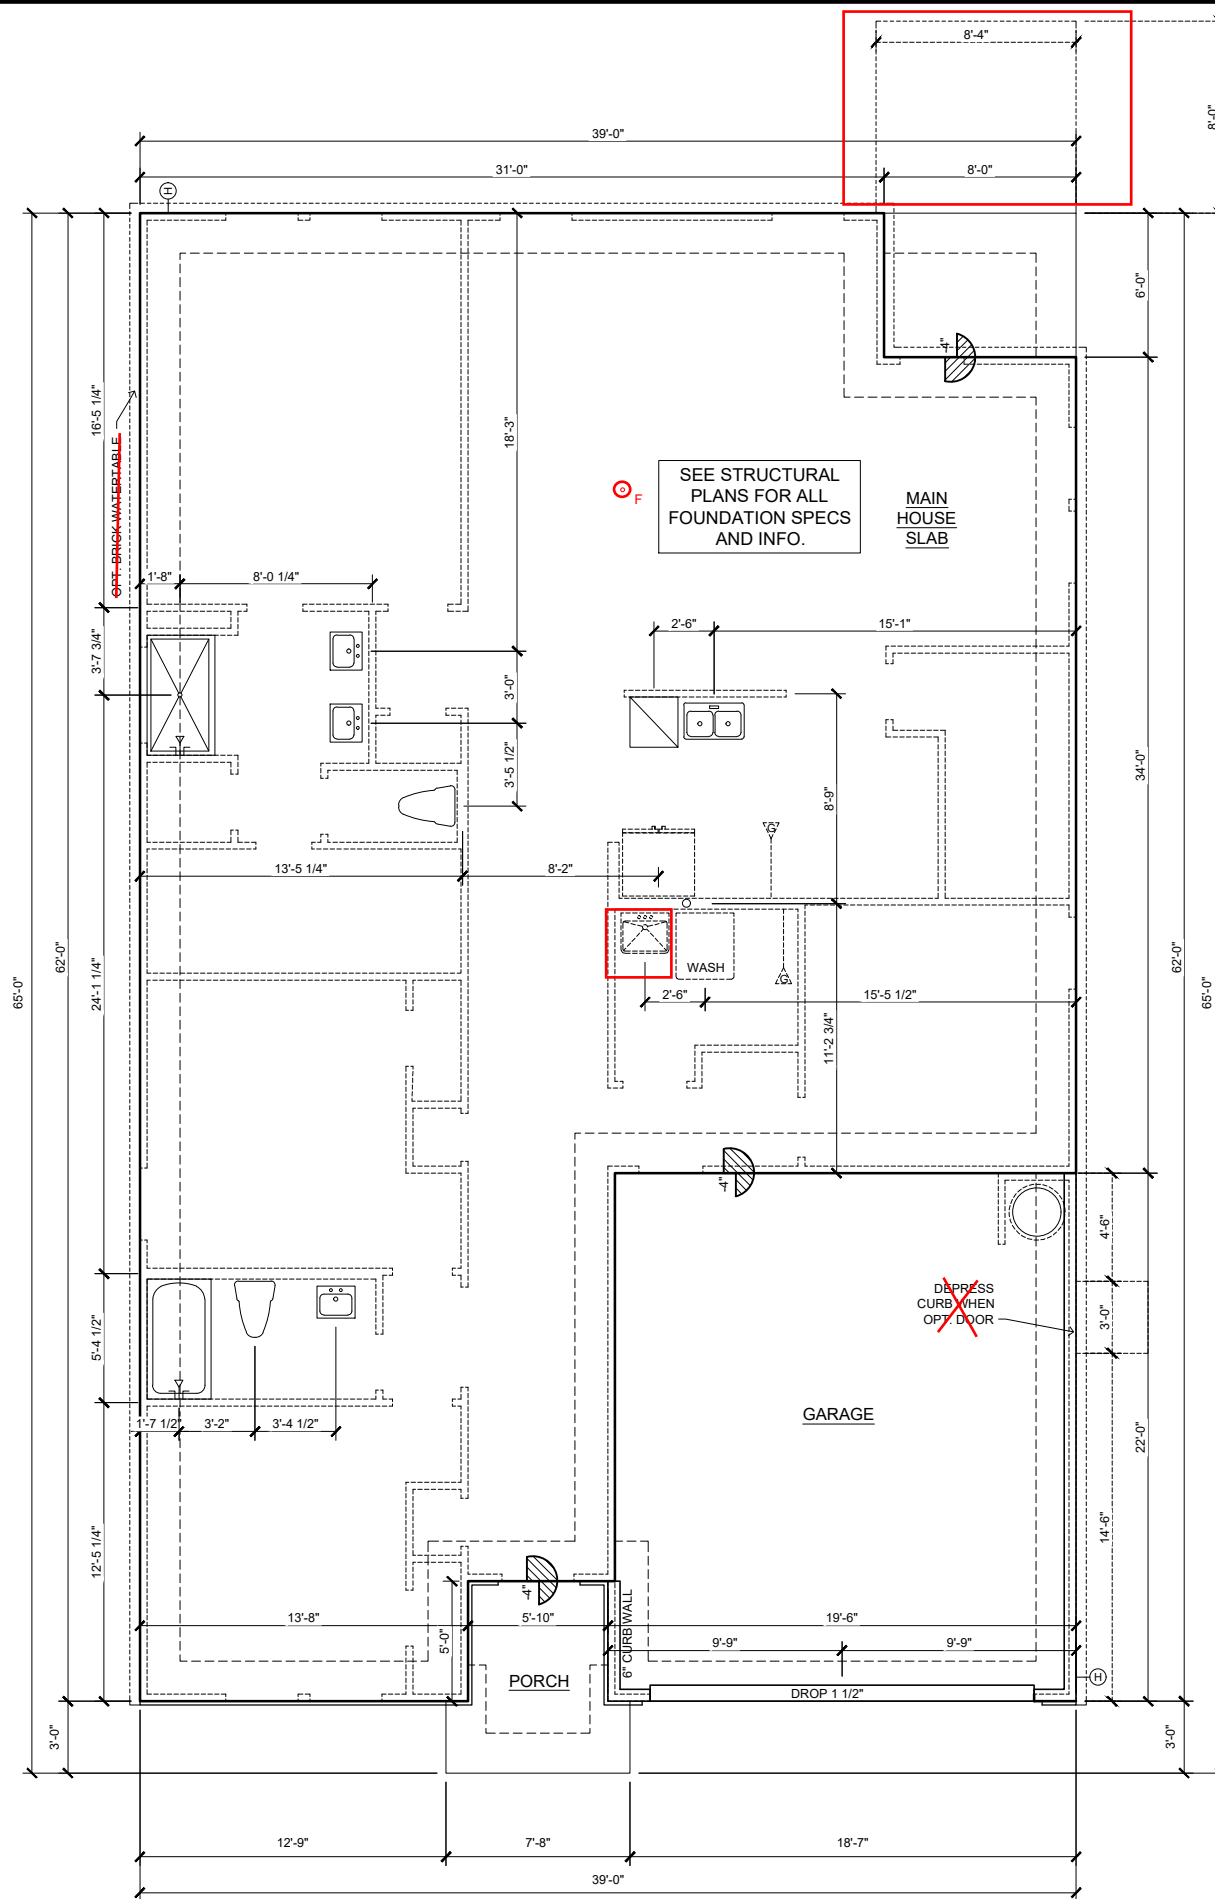 8'-4"
8'-0"
39'-0"
31'-0"
8'-0"
H
6'-0"
-4"
16'-5 1/4"
18'-3"
OPT. BRICK WATERTABLE
F
SEE STRUCTURAL
PLANS FOR ALL
FOUNDATION SPECS
AND INFO.
MAIN
HOUSE
SLAB
1'-8"
8'-0 1/4"
2'-6"
15'-1"
3'-7 3/4"
3'-0"
3'-5 1/2"
34'-0"
8'-9"
G
13'-5 1/4"
8'-2"
WASH
G
2'-6"
15'-5 1/2"
65'-0"
62'-0"
24'-1 1/4"
11'-2 3/4"
62'-0"
65'-0"
-4"
4'-6"
DEPRESS
CURB WHEN
OPT. DOOR
3'-0"
5'-4 1/2"
1'-7 1/2"
3'-2"
3'-4 1/2"
GARAGE
22'-0"
14'-6"
12'-5 1/4"
-4"
13'-8"
5'-10"
19'-6"
5'-0"
6" CURB WALL
9'-9"
9'-9"
PORCH
H
DROP 1 1/2"
3'-0"
3'-0"
12'-9"
7'-8"
18'-7"
39'-0"